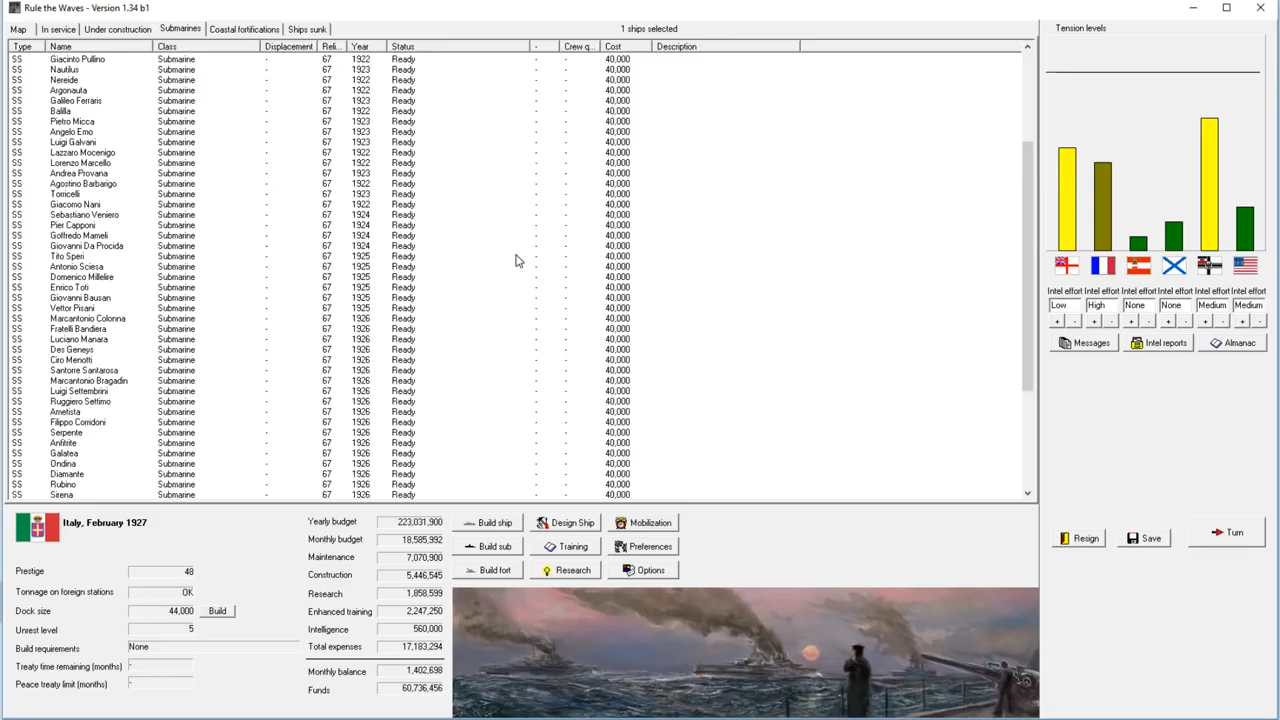 Rule the Waves - Version 1.34 b1
Map In service Under construction Submarines Coastal fortifications Ships sunk 1 ships selected
Type Name Class Displacement Reli... Year Status - Crew q... Cost Description
SS Giacinto Pullino Submarine - 67 1922 Ready - - 40,000
SS Nautilus Submarine - 67 1923 Ready - - 40,000
SS Nereide Submarine - 67 1922 Ready - - 40,000
SS Argonauta Submarine - 67 1922 Ready - - 40,000
SS Galileo Ferraris Submarine - 67 1923 Ready - - 40,000
SS Balilla Submarine - 67 1922 Ready - - 40,000
SS Pietro Micca Submarine - 67 1923 Ready - - 40,000
SS Angelo Emo Submarine - 67 1923 Ready - - 40,000
SS Luigi Galvani Submarine - 67 1923 Ready - - 40,000
SS Lazzaro Mocenigo Submarine - 67 1922 Ready - - 40,000
SS Lorenzo Marcello Submarine - 67 1922 Ready - - 40,000
SS Andrea Provana Submarine - 67 1923 Ready - - 40,000
SS Agostino Barbarigo Submarine - 67 1922 Ready - - 40,000
SS Torricelli Submarine - 67 1923 Ready - - 40,000
SS Giacomo Nani Submarine - 67 1922 Ready - - 40,000
SS Sebastiano Veniero Submarine - 67 1924 Ready - - 40,000
SS Pier Capponi Submarine - 67 1924 Ready - - 40,000
SS Goffredo Mameli Submarine - 67 1924 Ready - - 40,000
SS Giovanni Da Procida Submarine - 67 1924 Ready - - 40,000
SS Tito Speri Submarine - 67 1925 Ready - - 40,000
SS Antonio Sciesa Submarine - 67 1925 Ready - - 40,000
SS Domenico Millelire Submarine - 67 1925 Ready - - 40,000
SS Enrico Toti Submarine - 67 1925 Ready - - 40,000
SS Giovanni Bausan Submarine - 67 1925 Ready - - 40,000
SS Vettor Pisani Submarine - 67 1926 Ready - - 40,000
SS Marcantonio Colonna Submarine - 67 1926 Ready - - 40,000
SS Fratelli Bandiera Submarine - 67 1926 Ready - - 40,000
SS Luciano Manara Submarine - 67 1926 Ready - - 40,000
SS Des Geneys Submarine - 67 1926 Ready - - 40,000
SS Ciro Menotti Submarine - 67 1926 Ready - - 40,000
SS Santorre Santarosa Submarine - 67 1926 Ready - - 40,000
SS Marcantonio Bragadin Submarine - 67 1926 Ready - - 40,000
SS Luigi Settembrini Submarine - 67 1926 Ready - - 40,000
SS Ruggiero Settimo Submarine - 67 1926 Ready - - 40,000
SS Ametista Submarine - 67 1926 Ready - - 40,000
SS Filippo Corridoni Submarine - 67 1926 Ready - - 40,000
SS Serpente Submarine - 67 1926 Ready - - 40,000
SS Anfitrite Submarine - 67 1926 Ready - - 40,000
SS Galatea Submarine - 67 1926 Ready - - 40,000
SS Ondina Submarine - 67 1926 Ready - - 40,000
SS Diamante Submarine - 67 1926 Ready - - 40,000
SS Rubino Submarine - 67 1926 Ready - - 40,000
SS Sirena Submarine - 67 1926 Ready - - 40,000
Tension levels
Intel effort Intel effort Intel effort Intel effort Intel effort Intel effort
Low High None None Medium Medium
+ - + - + - + - + - + -
Messages Intel reports Almanac
Resign Save Turn
Italy, February 1927
Prestige 48
Tonnage on foreign stations OK
Dock size 44,000 Build
Unrest level 5
Build requirements None
Treaty time remaining (months) -
Peace treaty limit (months) -
Yearly budget 223,031,900
Monthly budget 18,585,992
Maintenance 7,070,900
Construction 5,446,545
Research 1,858,599
Enhanced training 2,247,250
Intelligence 560,000
Total expenses 17,183,294
Monthly balance 1,402,698
Funds 60,736,456
Build ship Design Ship Mobilization
Build sub Training Preferences
Build fort Research Options